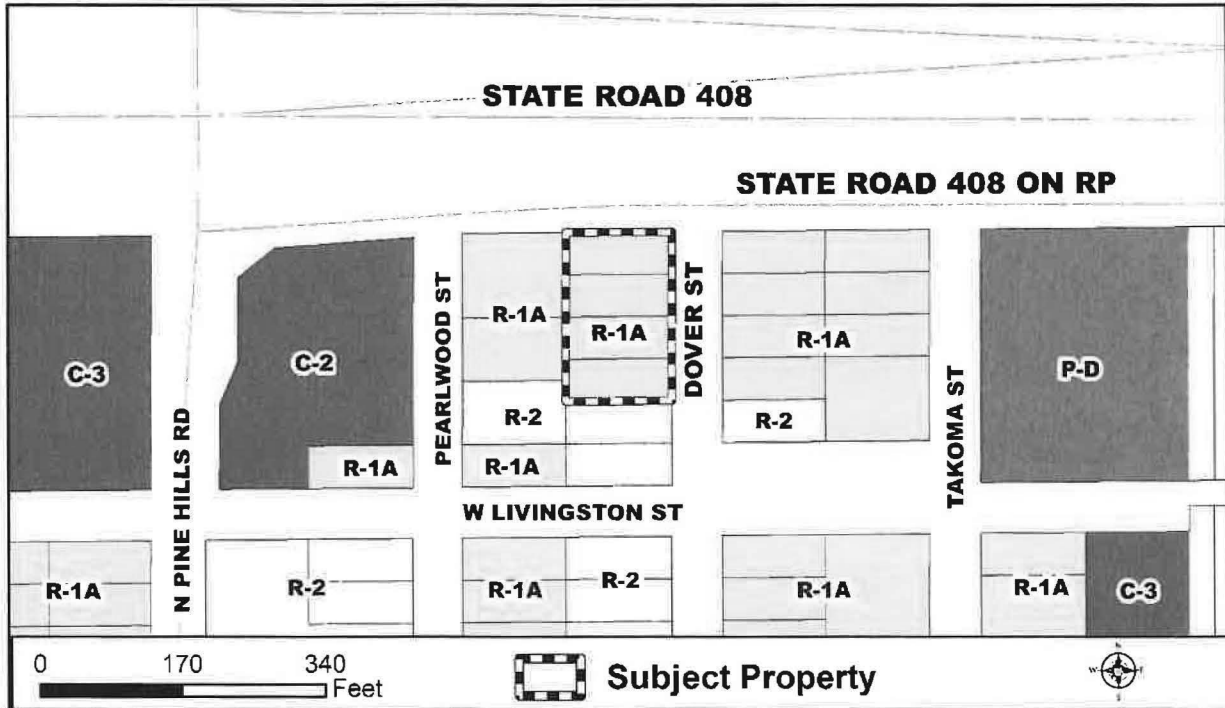 STATE ROAD 408
STATE ROAD 408 ON RP
C-3
N PINE HILLS RD
C-2
R-1A
PEARLWOOD ST
R-1A
R-2
R-1A
R-1A
DOVER ST
R-1A
R-2
TAKOMA ST
P-D
W LIVINGSTON ST
R-1A
R-2
R-1A
R-2
R-1A
R-1A
C-3
0 170 340
Feet
Subject Property
N
W E
S